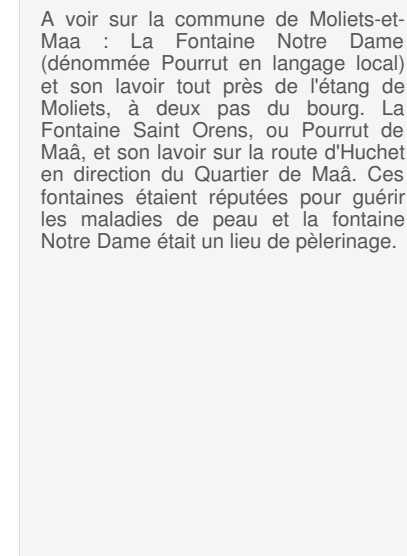 A voir sur la commune de Moliets-et-
Maa : La Fontaine Notre Dame
(dénommée Pourrut en langage local)
et son lavoir tout près de l'étang de
Moliets, à deux pas du bourg. La
Fontaine Saint Orens, ou Pourrut de
Maâ, et son lavoir sur la route d'Huchet
en direction du Quartier de Maâ. Ces
fontaines étaient réputées pour guérir
les maladies de peau et la fontaine
Notre Dame était un lieu de pèlerinage.